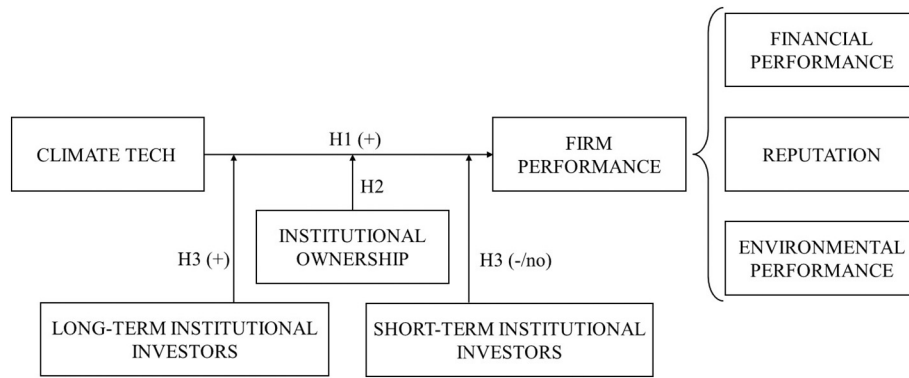 FINANCIAL
PERFORMANCE
H1 (+)
CLIMATE TECH
FIRM
PERFORMANCE
REPUTATION
H2
INSTITUTIONAL
OWNERSHIP
H3 (+)
H3 (-/no)
ENVIRONMENTAL
PERFORMANCE
LONG-TERM INSTITUTIONAL
INVESTORS
SHORT-TERM INSTITUTIONAL
INVESTORS